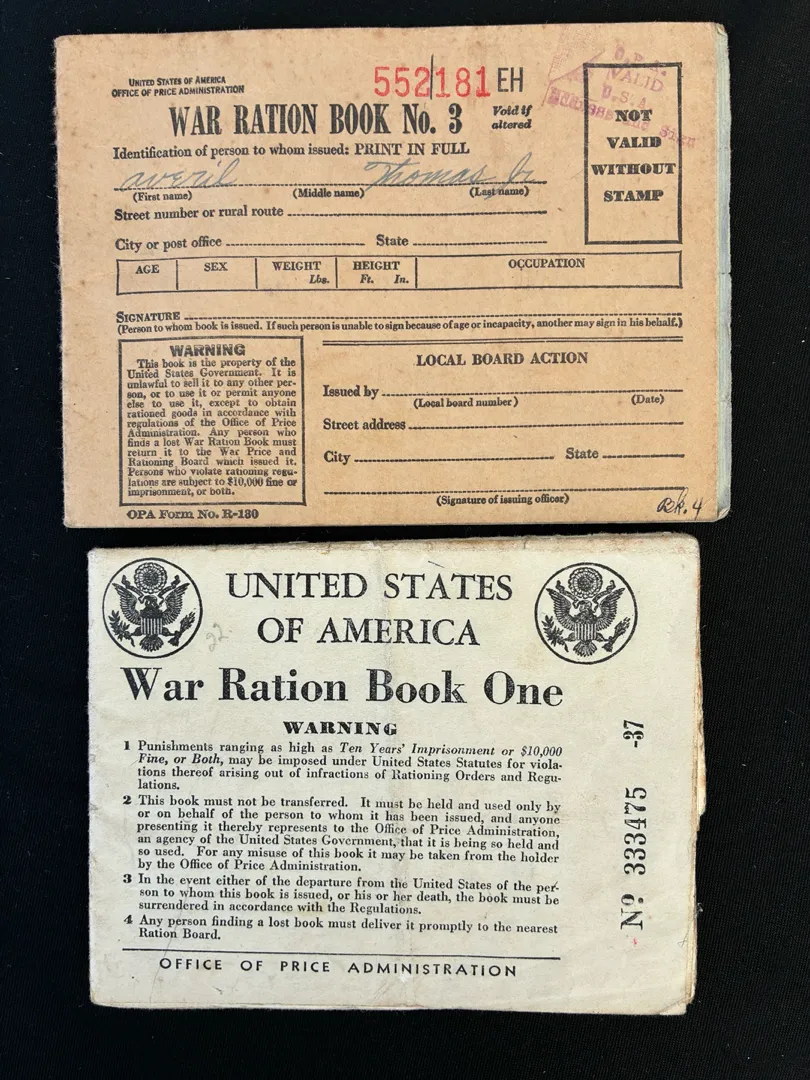 UNITED STATES OF AMERICA
OFFICE OF PRICE ADMINISTRATION
552181 EH
WAR RATION BOOK No. 3
Void if
altered
Identification of person to whom issued: PRINT IN FULL
averil Thomas Jr
(First name) (Middle name) (Last name)
Street number or rural route
City or post office State
AGE SEX WEIGHT Lbs. HEIGHT Ft. In. OCCUPATION
SIGNATURE
(Person to whom book is issued. If such person is unable to sign because of age or incapacity, another may sign in his behalf.)
VALID
U.S.A
NOT
VALID
WITHOUT
STAMP
WARNING
This book is the property of the
United States Government. It is
unlawful to sell it to any other per-
son, or to use it or permit anyone
else to use it, except to obtain
rationed goods in accordance with
regulations of the Office of Price
Administration. Any person who
finds a lost War Ration Book must
return it to the War Price and
Rationing Board which issued it.
Persons who violate rationing regu-
lations are subject to $10,000 fine or
imprisonment, or both.
OPA Form No. R-130
LOCAL BOARD ACTION
Issued by
(Local board number) (Date)
Street address
City State
(Signature of issuing officer)
Bk. 4
UNITED STATES
OF AMERICA
22
War Ration Book One
WARNING
1 Punishments ranging as high as Ten Years' Imprisonment or $10,000
Fine, or Both, may be imposed under United States Statutes for viola-
tions thereof arising out of infractions of Rationing Orders and Regu-
lations.
2 This book must not be transferred. It must be held and used only by
or on behalf of the person to whom it has been issued, and anyone
presenting it thereby represents to the Office of Price Administration,
an agency of the United States Government, that it is being so held and
so used. For any misuse of this book it may be taken from the holder
by the Office of Price Administration.
3 In the event either of the departure from the United States of the per-
son to whom this book is issued, or his or her death, the book must be
surrendered in accordance with the Regulations.
4 Any person finding a lost book must deliver it promptly to the nearest
Ration Board.
OFFICE OF PRICE ADMINISTRATION
Nº 333475 -37